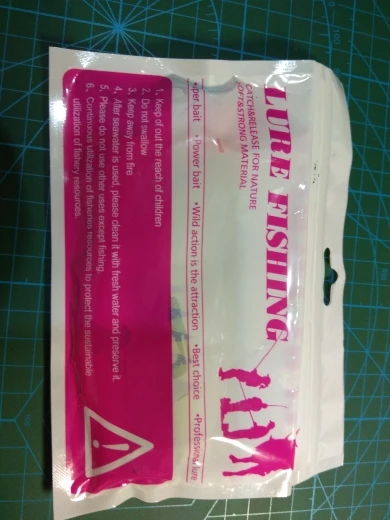 LURE FISHING
CATCH&RELEASE FOR NATURE
SOFT&STRONG MATERIAL
•Power bait •Wild action is the attraction •Best choice •Professional lure
1. Keep o ut the reach of children
2. Do not swallow
3. Keep away from fire
4. After seawater is used, please clean it with fresh water and preserve it.
5. Please do not use other uses except fishing.
6. Continuous utilization of fisheries resources to protect the sustainable
utilization of fishery resources.